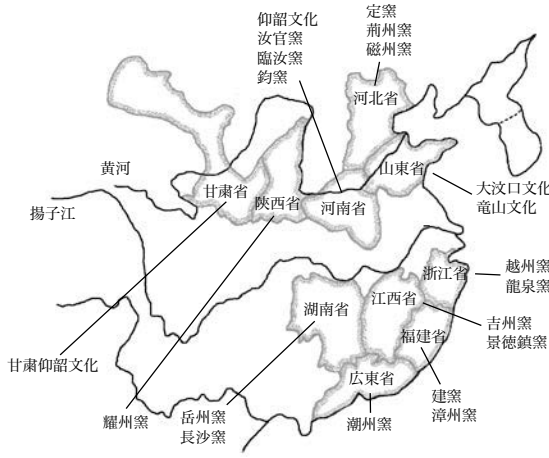 仰韶文化
汝官窯
臨汝窯
鈞窯
定窯
荊州窯
磁州窯
河北省
山東省
大汶口文化
竜山文化
黄河
揚子江
甘粛省
陝西省
河南省
浙江省
越州窯
龍泉窯
湖南省
江西省
吉州窯
景徳鎮窯
福建省
甘粛仰韶文化
広東省
建窯
漳州窯
耀州窯
岳州窯
長沙窯
潮州窯